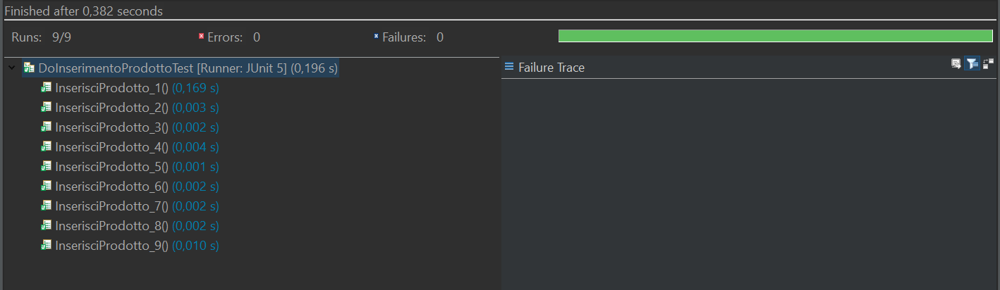 Finished after 0,382 seconds
Runs: 9/9 Errors: 0 Failures: 0
DoInserimentoProdottoTest [Runner: JUnit 5] (0,196 s)
Failure Trace
InserisciProdotto_1() (0,169 s)
InserisciProdotto_2() (0,003 s)
InserisciProdotto_3() (0,002 s)
InserisciProdotto_4() (0,004 s)
InserisciProdotto_5() (0,001 s)
InserisciProdotto_6() (0,002 s)
InserisciProdotto_7() (0,002 s)
InserisciProdotto_8() (0,002 s)
InserisciProdotto_9() (0,010 s)